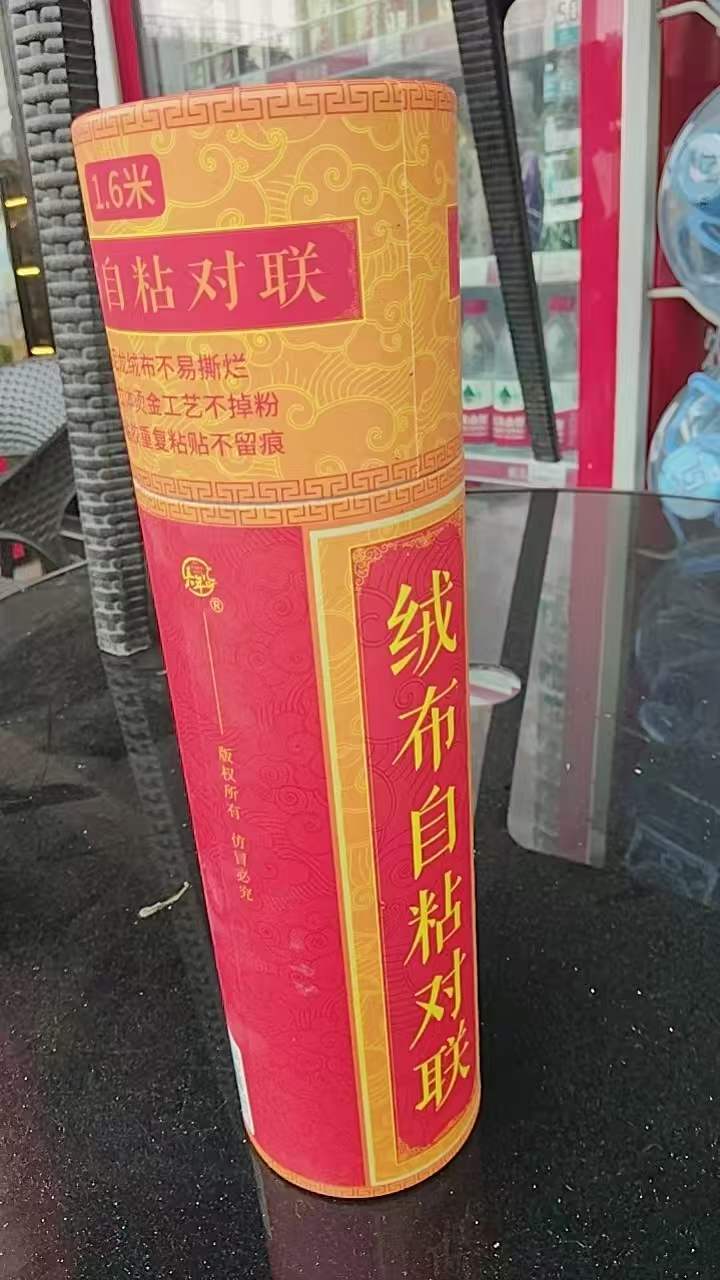 1.6米
自粘对联
龙绒布不易撕烂
烫金工艺不掉粉
重复粘贴不留痕
®
版权所有 仿冒必究
绒布自粘对联